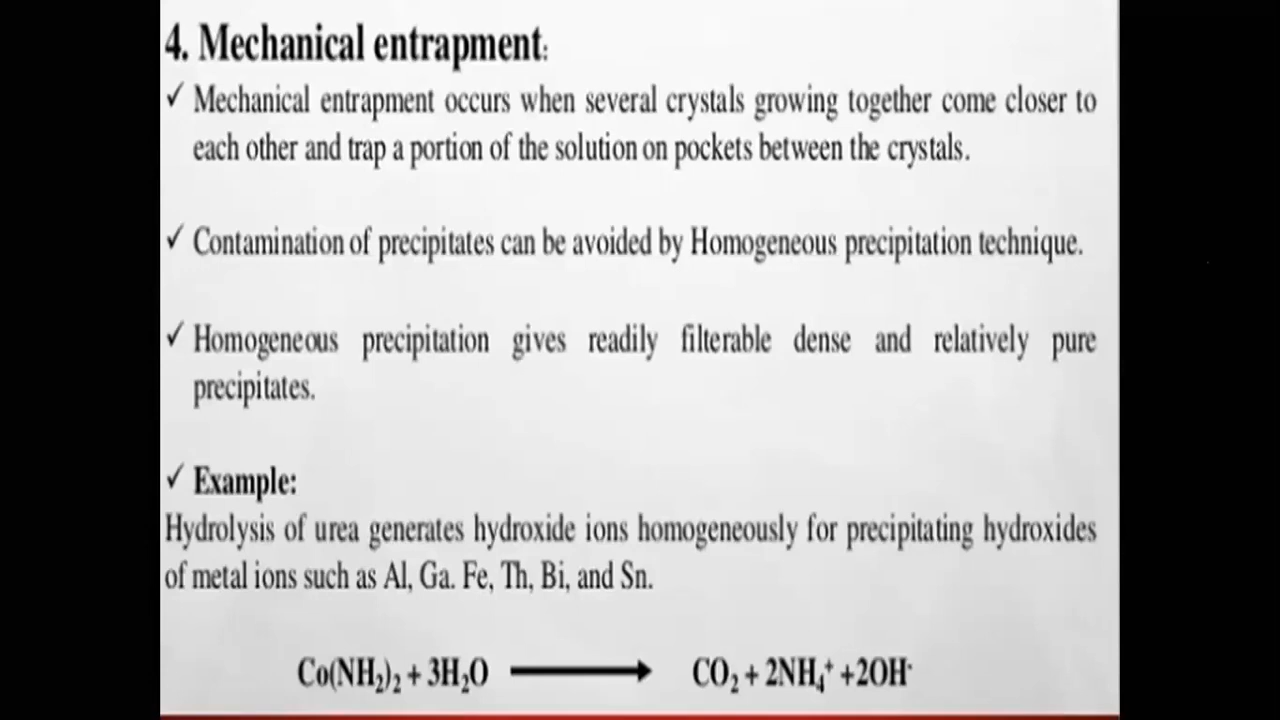 4. Mechanical entrapment:
✓ Mechanical entrapment occurs when several crystals growing together come closer to
each other and trap a portion of the solution on pockets between the crystals.
✓ Contamination of precipitates can be avoided by Homogeneous precipitation technique.
✓ Homogeneous precipitation gives readily filterable dense and relatively pure
precipitates.
✓ Example:
Hydrolysis of urea generates hydroxide ions homogeneously for precipitating hydroxides
of metal ions such as Al, Ga. Fe, Th, Bi, and Sn.
Co(NH₂)₂ + 3H₂O ⟶ CO₂ + 2NH₄⁺ +2OH⁻